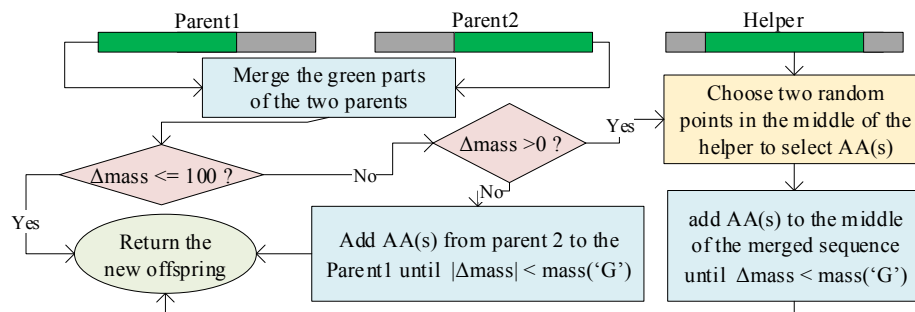 Parent1
Parent2
Helper
Merge the green parts
of the two parents
Choose two random
points in the middle of the
helper to select AA(s)
Δmass >0 ?
Yes
Δmass <= 100 ?
No
No
Yes
Return the
new offspring
Add AA(s) from parent 2 to the
Parent1 until |Δmass| < mass(‘G’)
add AA(s) to the middle
of the merged sequence
until Δmass < mass(‘G’)